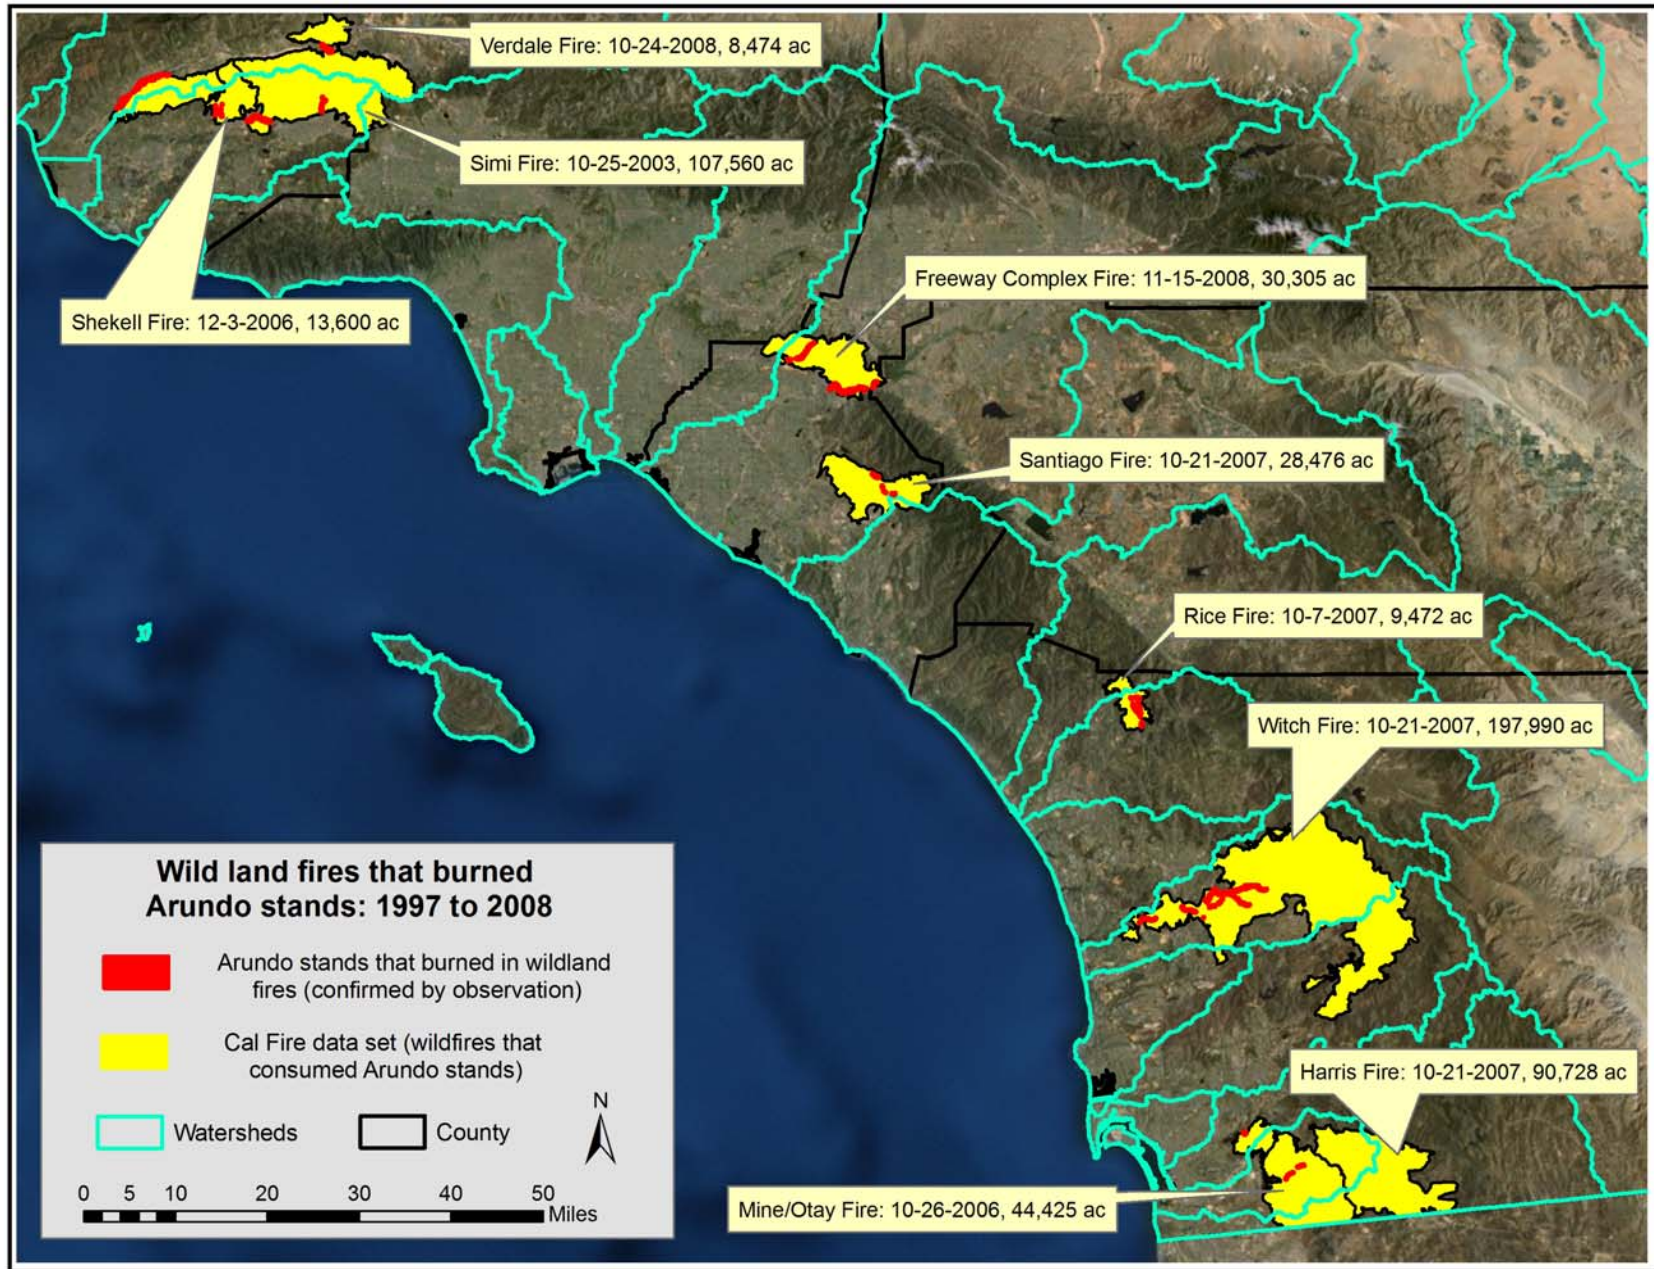 Verdale Fire: 10-24-2008, 8,474 ac
Simi Fire: 10-25-2003, 107,560 ac
Shekell Fire: 12-3-2006, 13,600 ac
Freeway Complex Fire: 11-15-2008, 30,305 ac
Santiago Fire: 10-21-2007, 28,476 ac
Rice Fire: 10-7-2007, 9,472 ac
Witch Fire: 10-21-2007, 197,990 ac
Harris Fire: 10-21-2007, 90,728 ac
Mine/Otay Fire: 10-26-2006, 44,425 ac
Wild land fires that burned
Arundo stands: 1997 to 2008
Arundo stands that burned in wildland
fires (confirmed by observation)
Cal Fire data set (wildfires that
consumed Arundo stands)
Watersheds
County
N
0 5 10 20 30 40 50
Miles